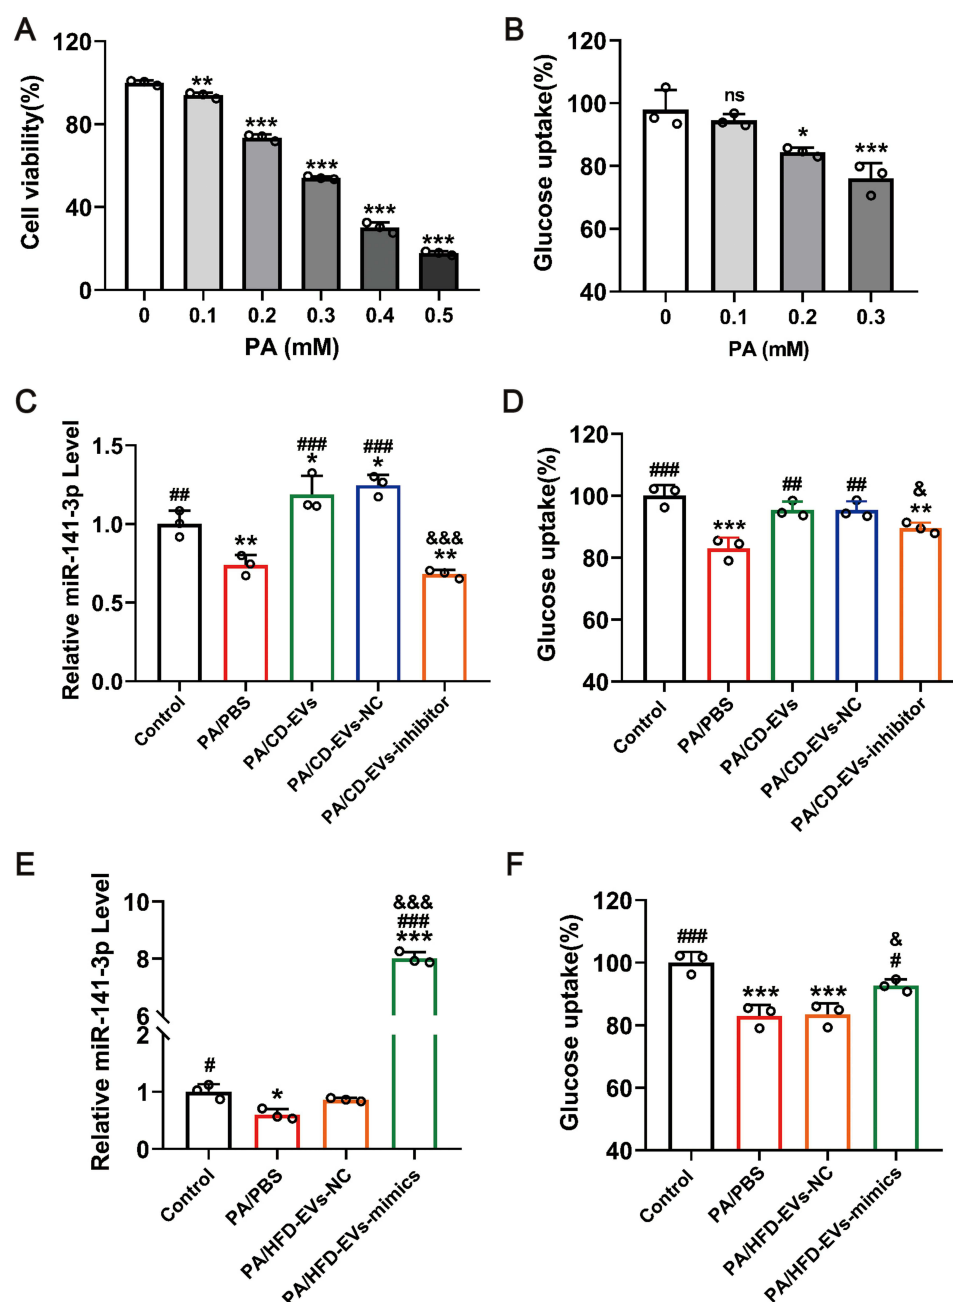 A
Cell viability(%)
120
80
40
0
**
***
***
***
***
0
0.1
0.2
0.3
0.4
0.5
PA (mM)
B
Glucose uptake(%)
120
100
80
60
40
ns
*
***
0
0.1
0.2
0.3
PA (mM)
C
Relative miR-141-3p Level
1.5
1.0
0.5
0.0
##
**
###
*
###
*
&&&
**
Control
PA/PBS
PA/CD-EVs
PA/CD-EVs-NC
PA/CD-EVs-inhibitor
D
Glucose uptake(%)
120
100
80
60
40
###
***
##
##
&
**
Control
PA/PBS
PA/CD-EVs
PA/CD-EVs-NC
PA/CD-EVs-inhibitor
E
Relative miR-141-3p Level
10
8
6
2
1
0
#
*
&&&
###
***
Control
PA/PBS
PA/HFD-EVs-NC
PA/HFD-EVs-mimics
F
Glucose uptake(%)
120
100
80
60
40
###
***
***
&
#
Control
PA/PBS
PA/HFD-EVs-NC
PA/HFD-EVs-mimics